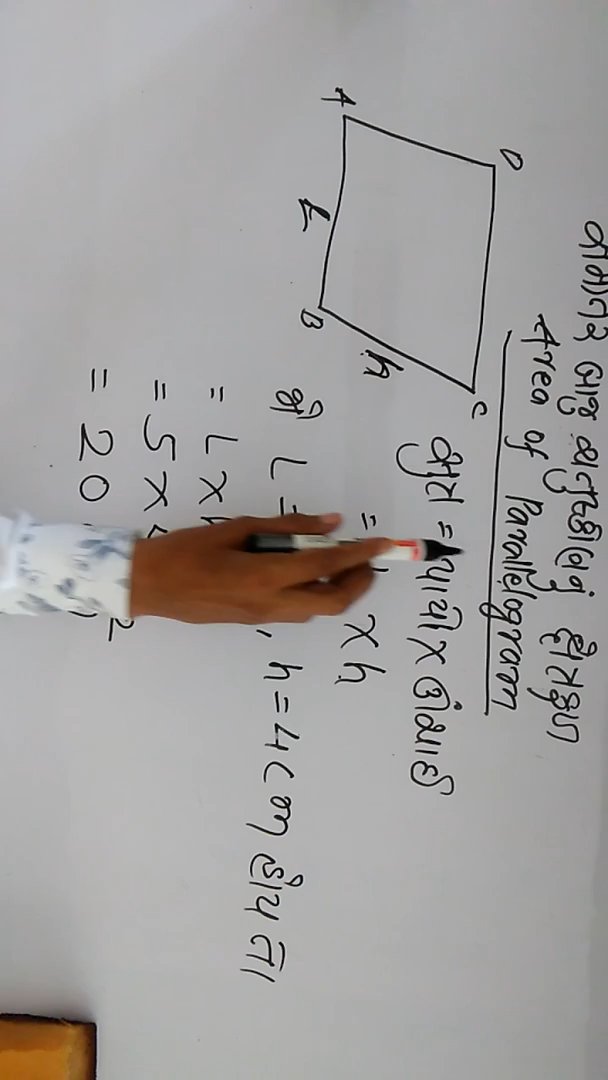 સમાંતર બાજુ ચતુષ્કોણનું ક્ષેત્રફળ
Area of Parallelogram
D
C
A
B
L
h
સુત્ર = પાયો × ઊંચાઈ
= × h
જો L = , h = 4 cm હોય તો
= L ×
= 5 ×
= 20